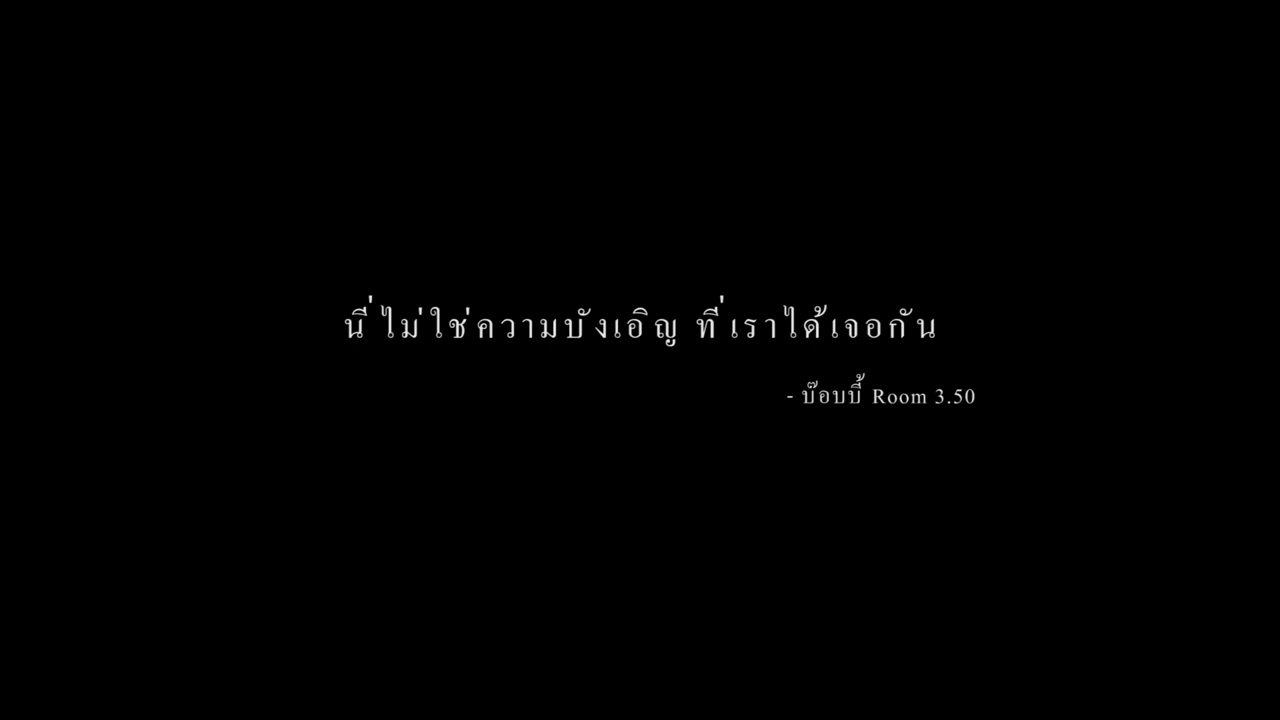 นี่ไม่ใช่ความบังเอิญ ที่เราได้เจอกัน
- บ๊อบบี้ Room 3.50